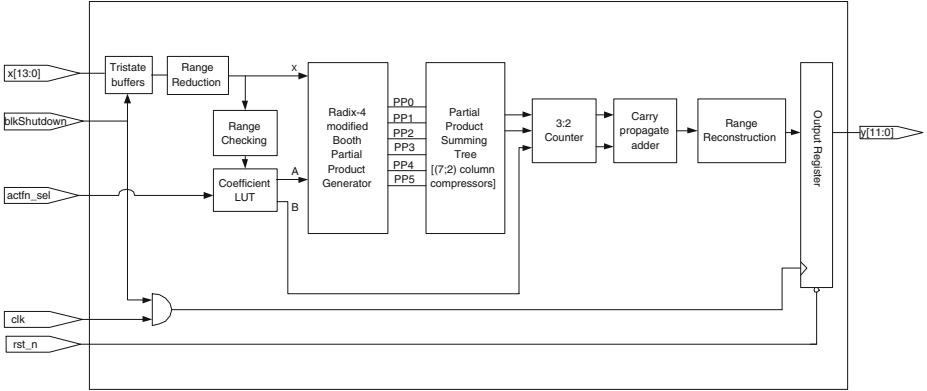 x[13:0]
Tristate
buffers
Range
Reduction
x
blkShutdown
Range
Checking
actfn_sel
Coefficient
LUT
A
B
Radix-4
modified
Booth
Partial
Product
Generator
PP0
PP1
PP2
PP3
PP4
PP5
Partial
Product
Summing
Tree
[(7;2) column
compressors]
3:2
Counter
Carry
propagate
adder
Range
Reconstruction
Output Register
y[11:0]
clk
rst_n